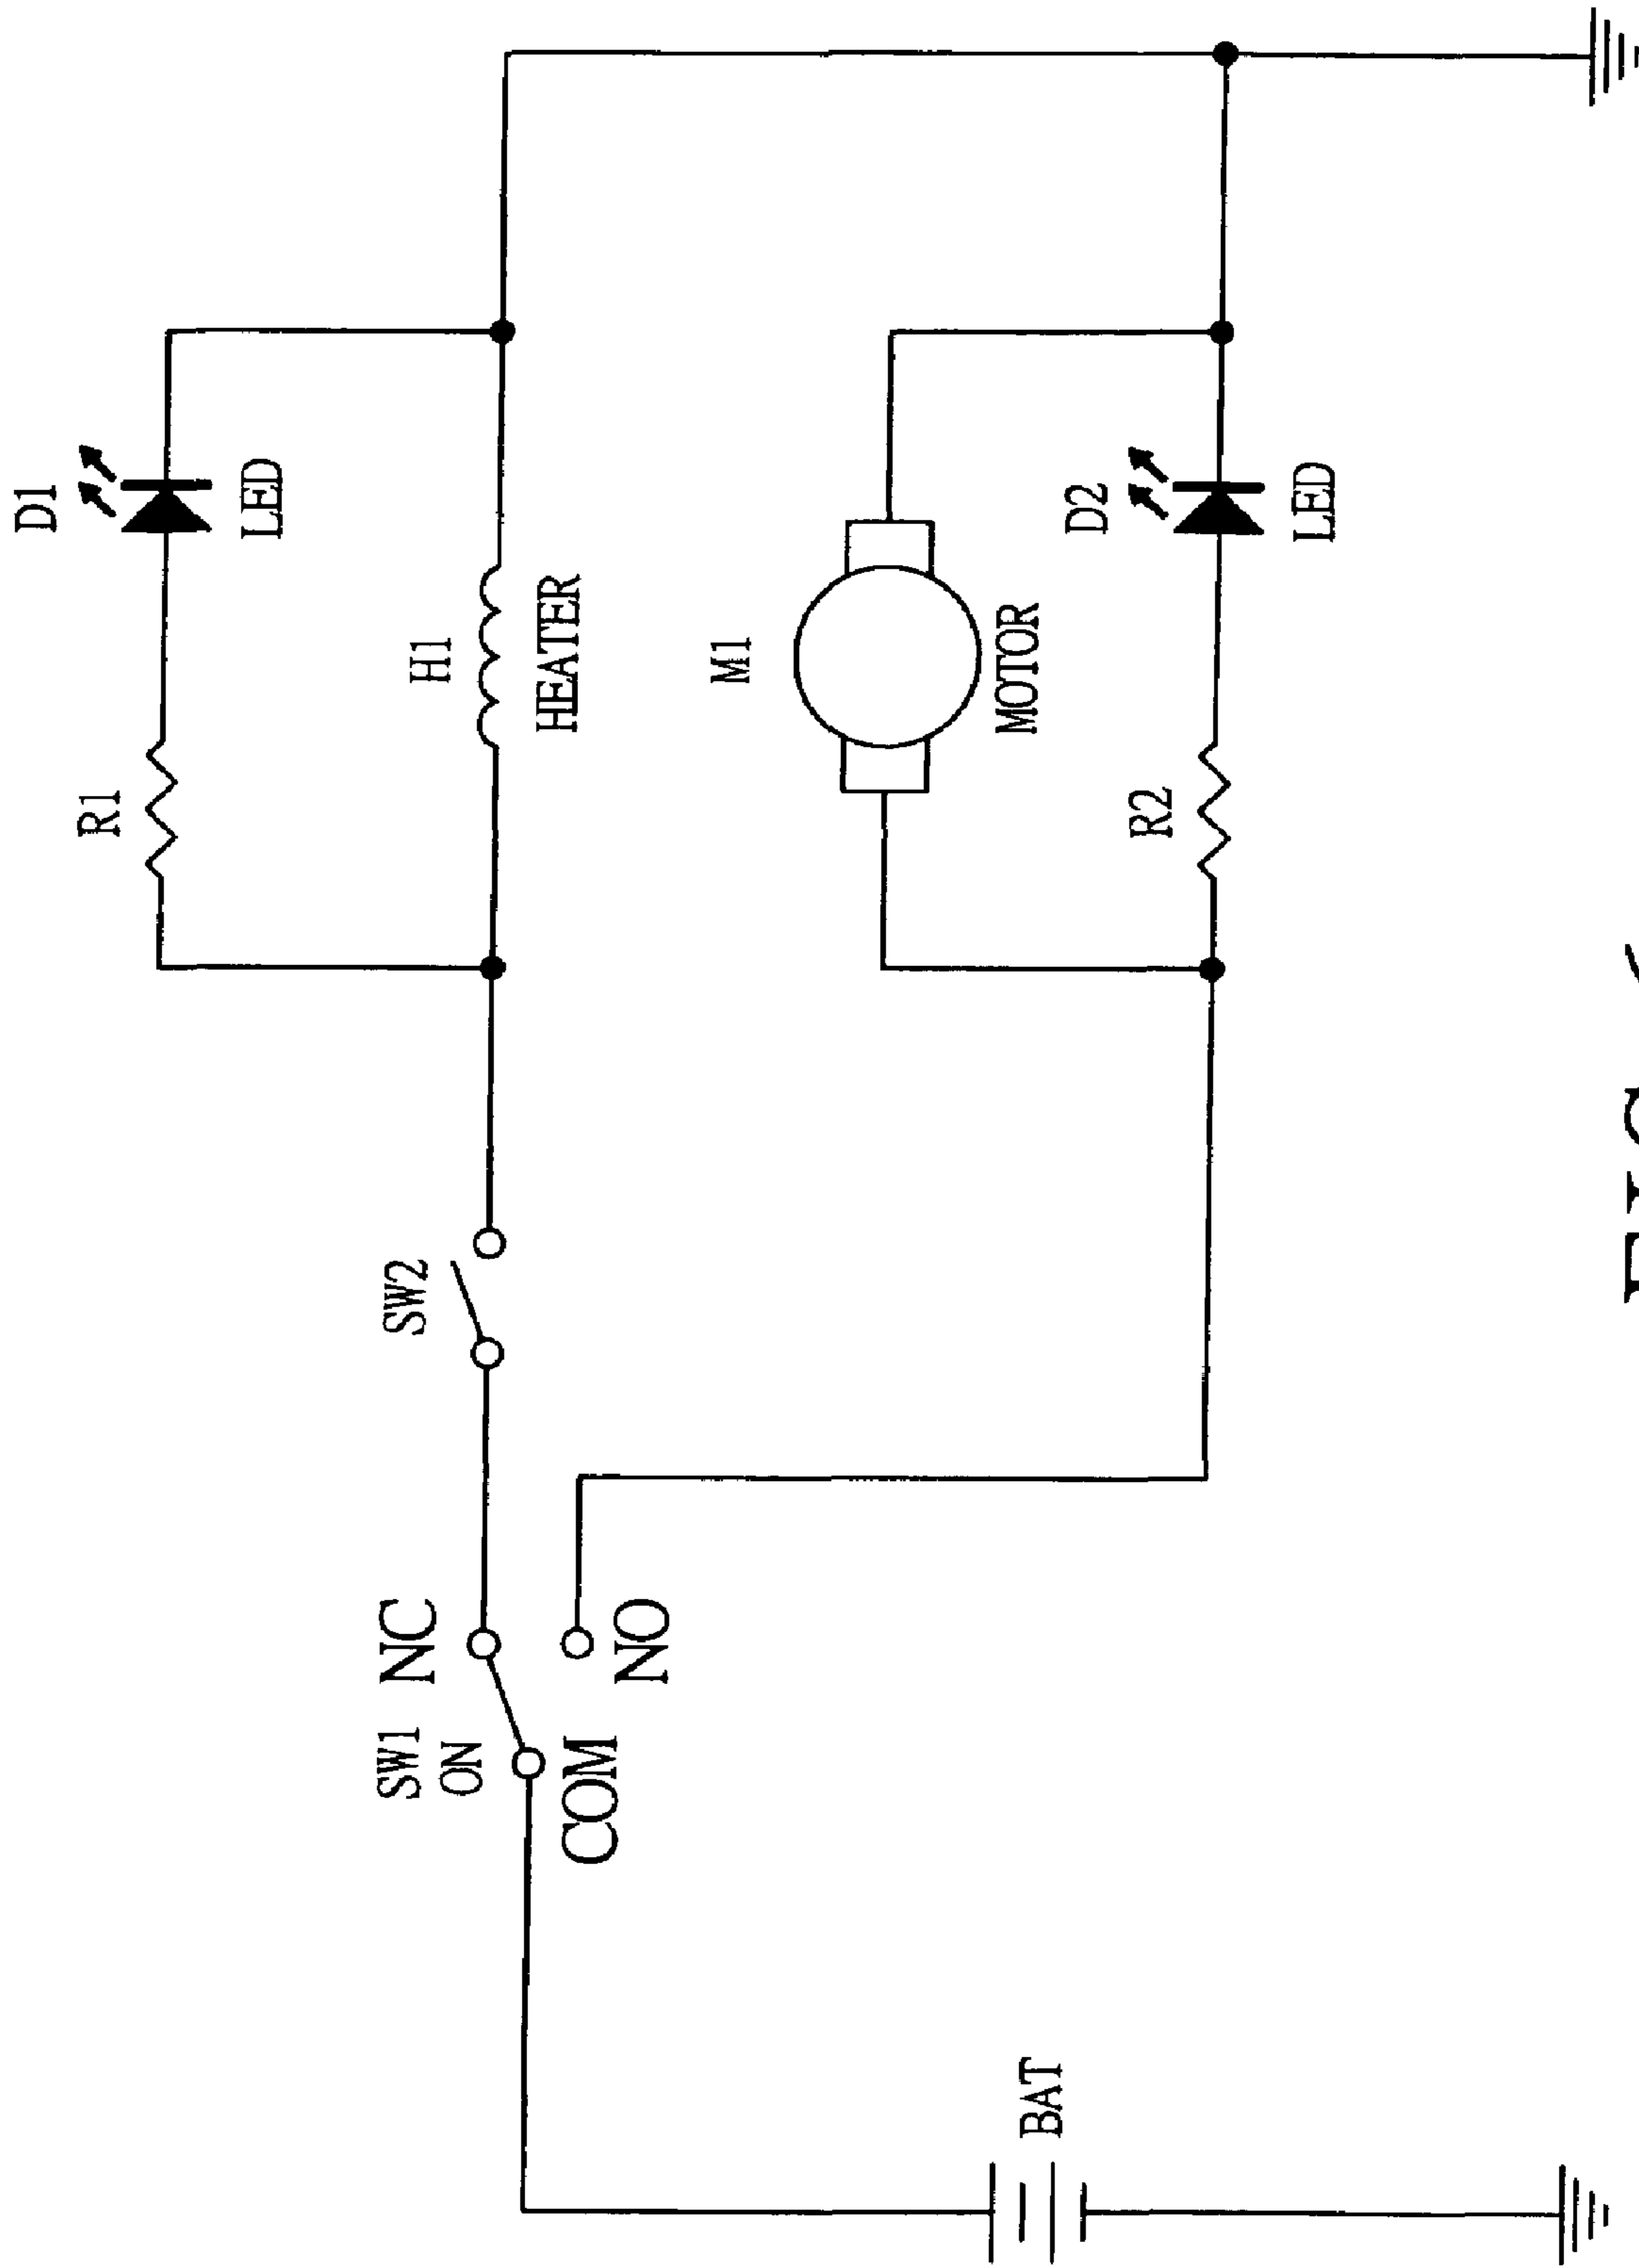 D1
LED
R1
H1
HEATER
SW2
SW1
ON
NC
NO
COM
M1
MOTOR
D2
LED
R2
BAT